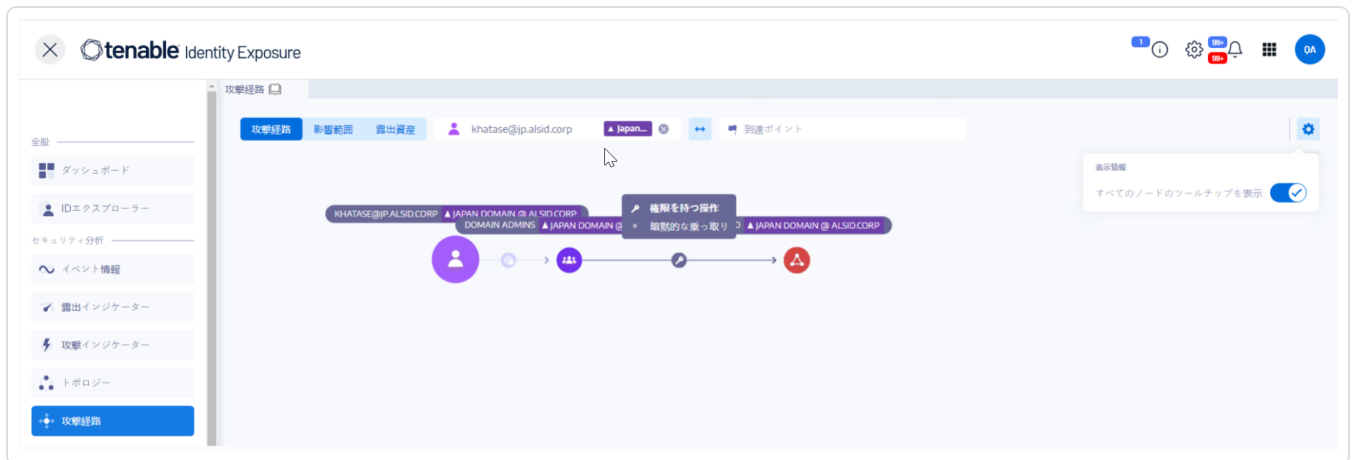 tenable Identity Exposure
1
99+
99+
QA
攻撃経路
全般
ダッシュボード
IDエクスプローラー
セキュリティ分析
イベント情報
露出インジケーター
攻撃インジケーター
トポロジー
攻撃経路
攻撃経路 影響範囲 露出資産 khatase@jp.alsid.corp Japan... 到達ポイント
表示情報
すべてのノードのツールチップを表示
KHATASE@JP.ALSID.CORP JAPAN DOMAIN @ ALSID.CORP
DOMAIN ADMINS JAPAN DOMAIN @
権限を持つ操作
暗黙的な乗っ取り
JAPAN DOMAIN @ ALSID.CORP